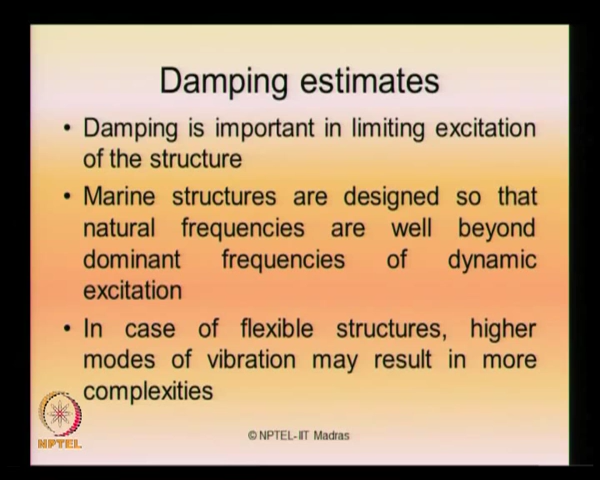 Damping estimates
• Damping is important in limiting excitation
of the structure
• Marine structures are designed so that
natural frequencies are well beyond
dominant frequencies of dynamic
excitation
• In case of flexible structures, higher
modes of vibration may result in more
complexities
NPTEL
© NPTEL-IIT Madras